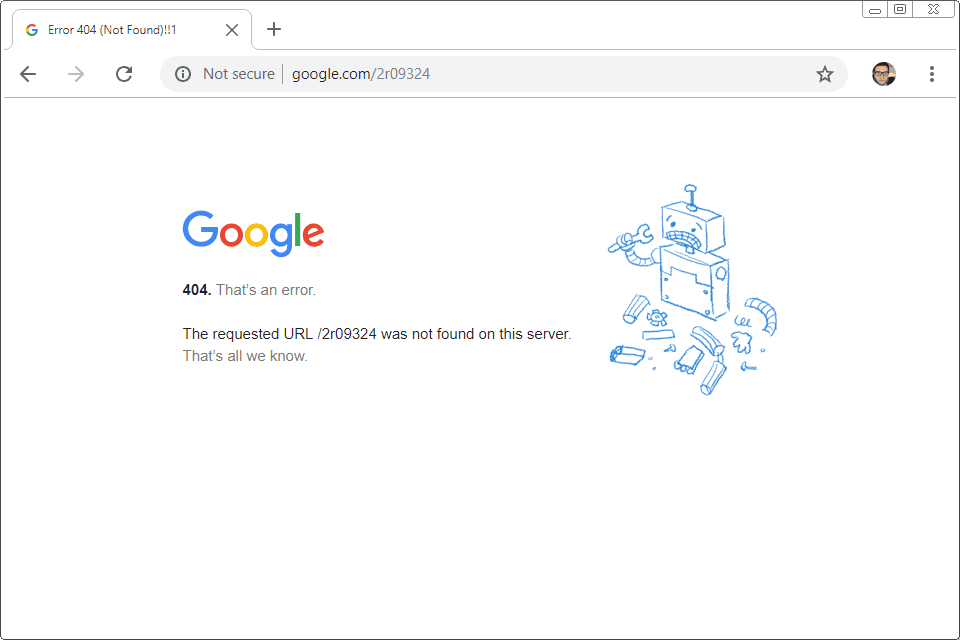 Error 404 (Not Found)!!1
Not secure | google.com/2r09324
Google
404. That's an error.
The requested URL /2r09324 was not found on this server.
That's all we know.